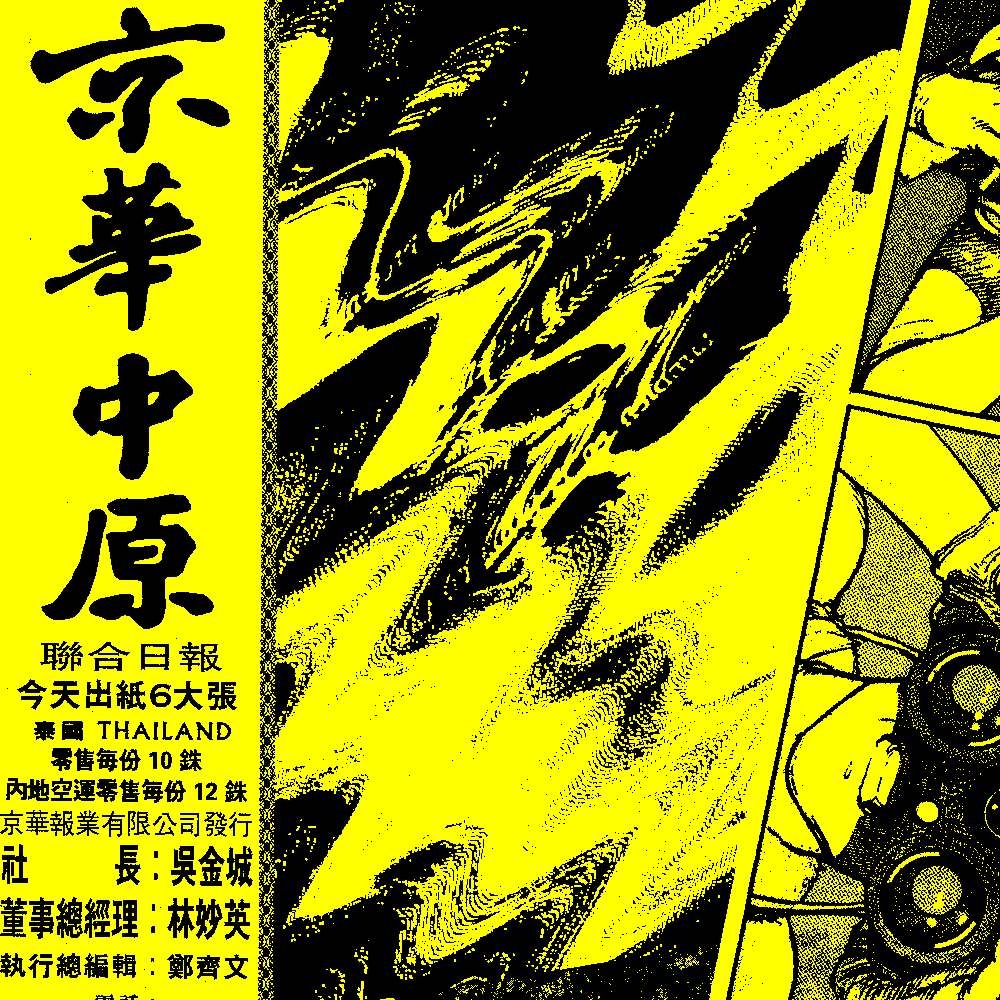 京華中原
聯合日報
今天出紙6大張
泰國 THAILAND
零售每份 10 銖
內地空運零售每份 12 銖
京華報業有限公司發行
社長：吳金城
董事總經理：林妙英
執行總編輯：鄭齊文